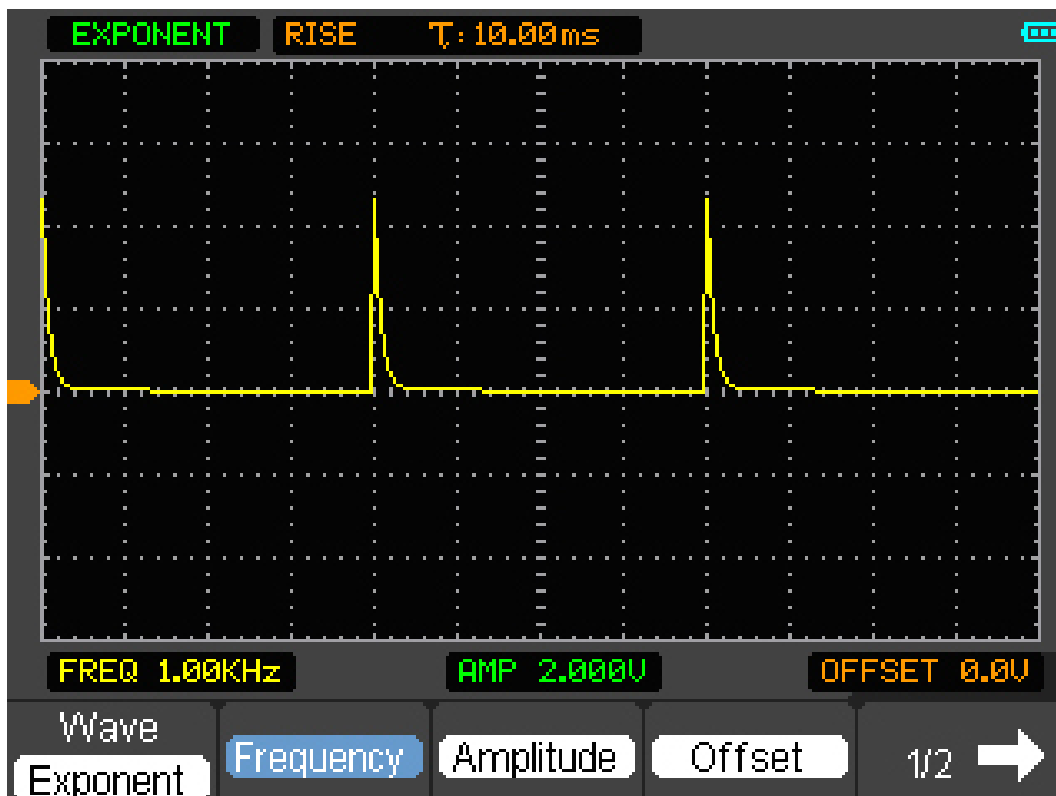 EXPONENT RISE τ:10.00ms
FREQ 1.00KHz AMP 2.000V OFFSET 0.0V
Wave
Exponent Frequency Amplitude Offset 1/2